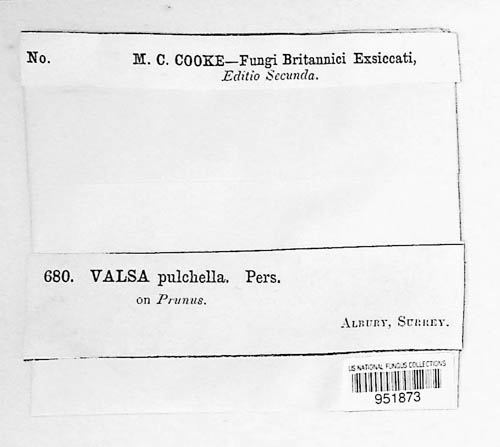 No. M. C. COOKE—Fungi Britannici Exsiccati,
Editio Secunda.
680. VALSA pulchella. Pers.
on Prunus.
Albury, Surrey.
US NATIONAL FUNGUS COLLECTIONS
951873